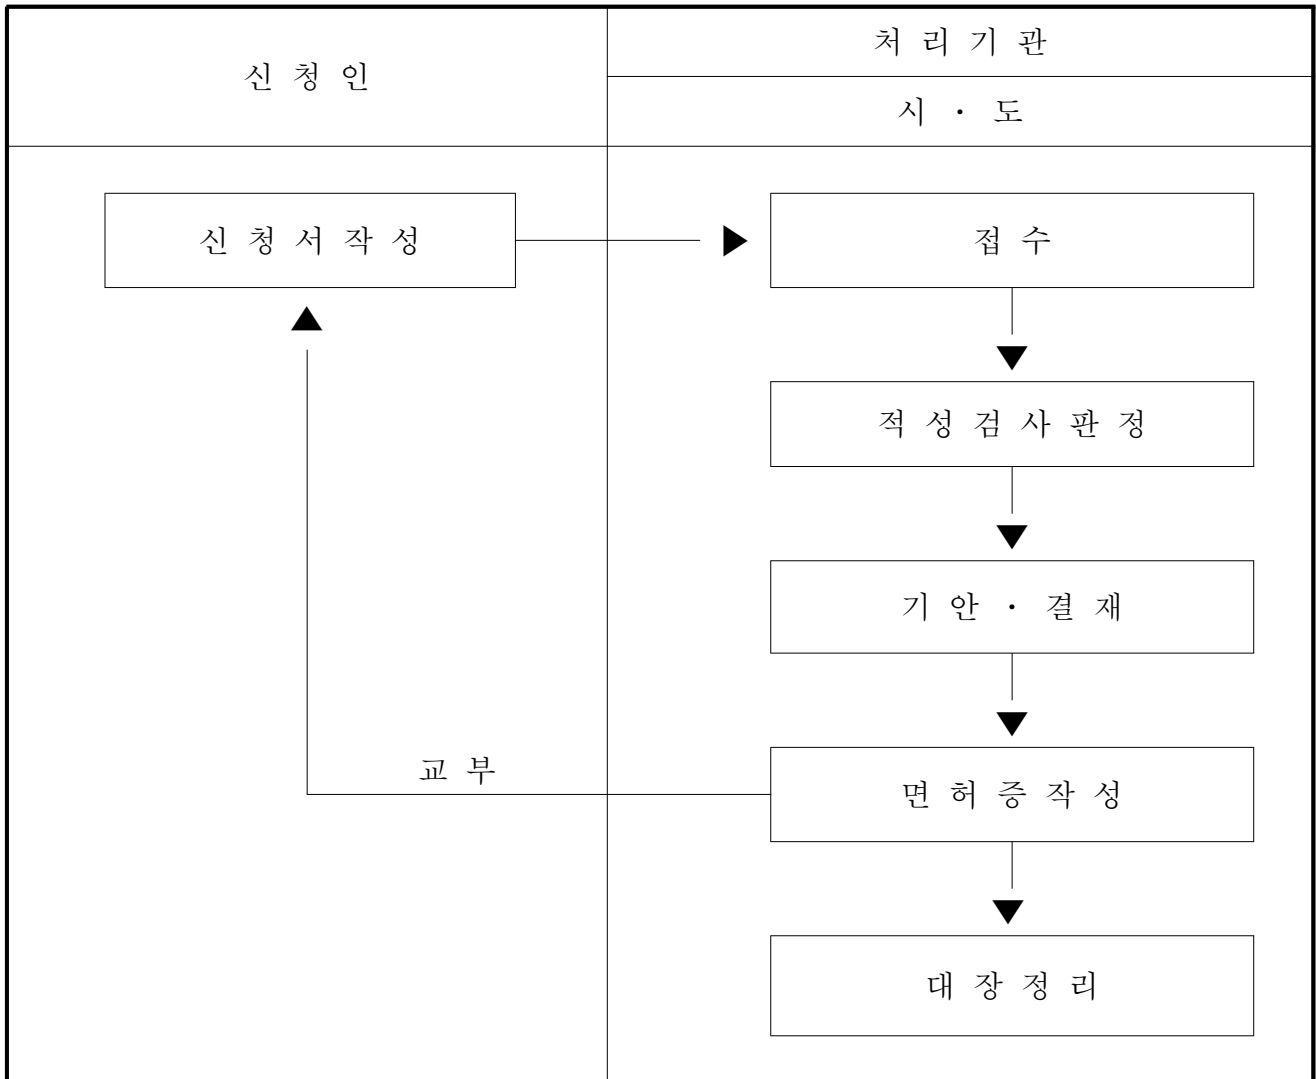 신 청 인
처 리 기 관
시 · 도
신 청 서 작 성
접 수
적 성 검 사 판 정
기 안 · 결 재
교 부
면 허 증 작 성
대 장 정 리